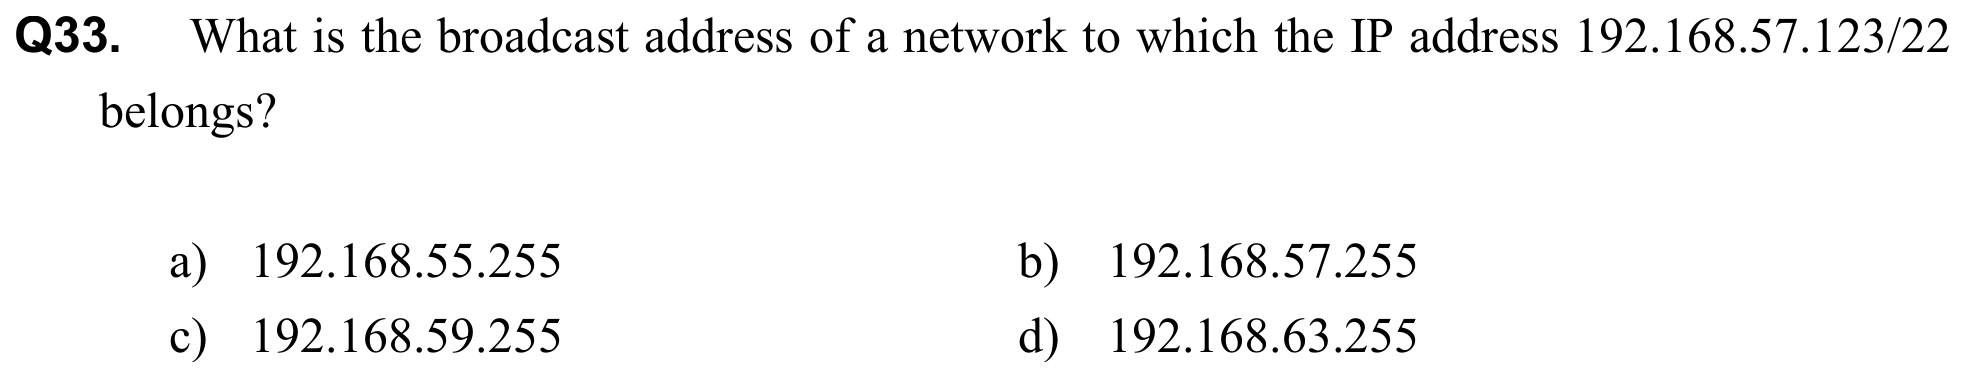 Q33. What is the broadcast address of a network to which the IP address 192.168.57.123/22
belongs?
a) 192.168.55.255 b) 192.168.57.255
c) 192.168.59.255 d) 192.168.63.255